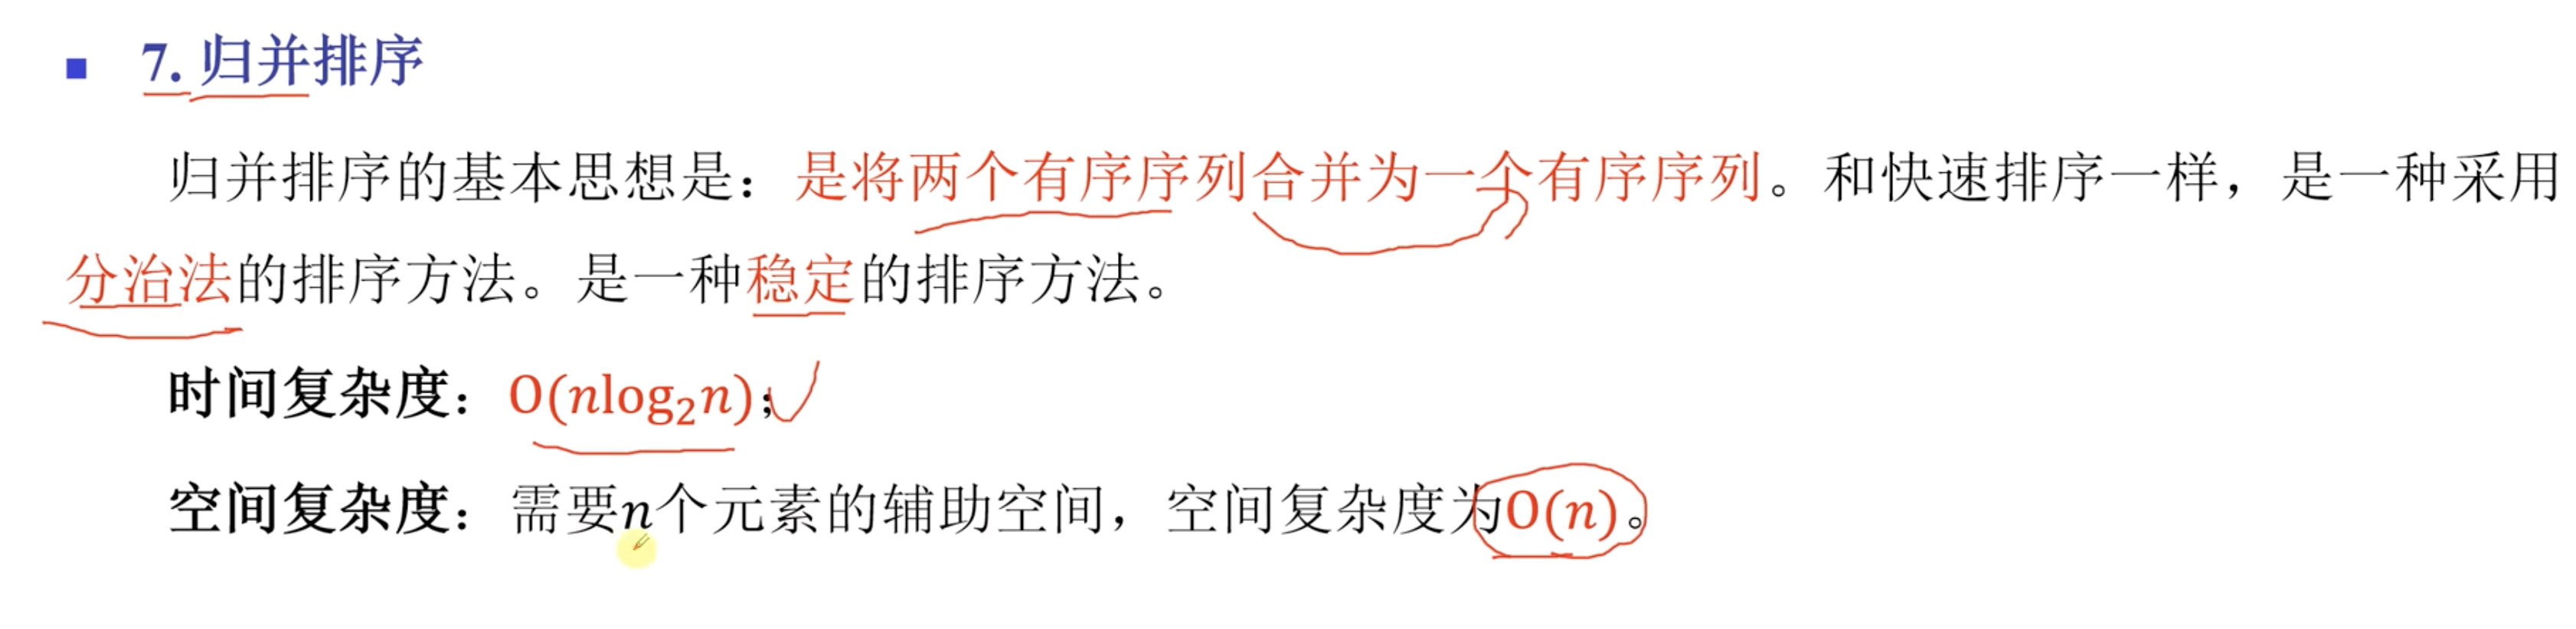 7. 归并排序
归并排序的基本思想是：是将两个有序序列合并为一个有序序列。和快速排序一样，是一种采用
分治法的排序方法。是一种稳定的排序方法。
时间复杂度：O(nlog₂n)；
空间复杂度：需要n个元素的辅助空间，空间复杂度为O(n)。